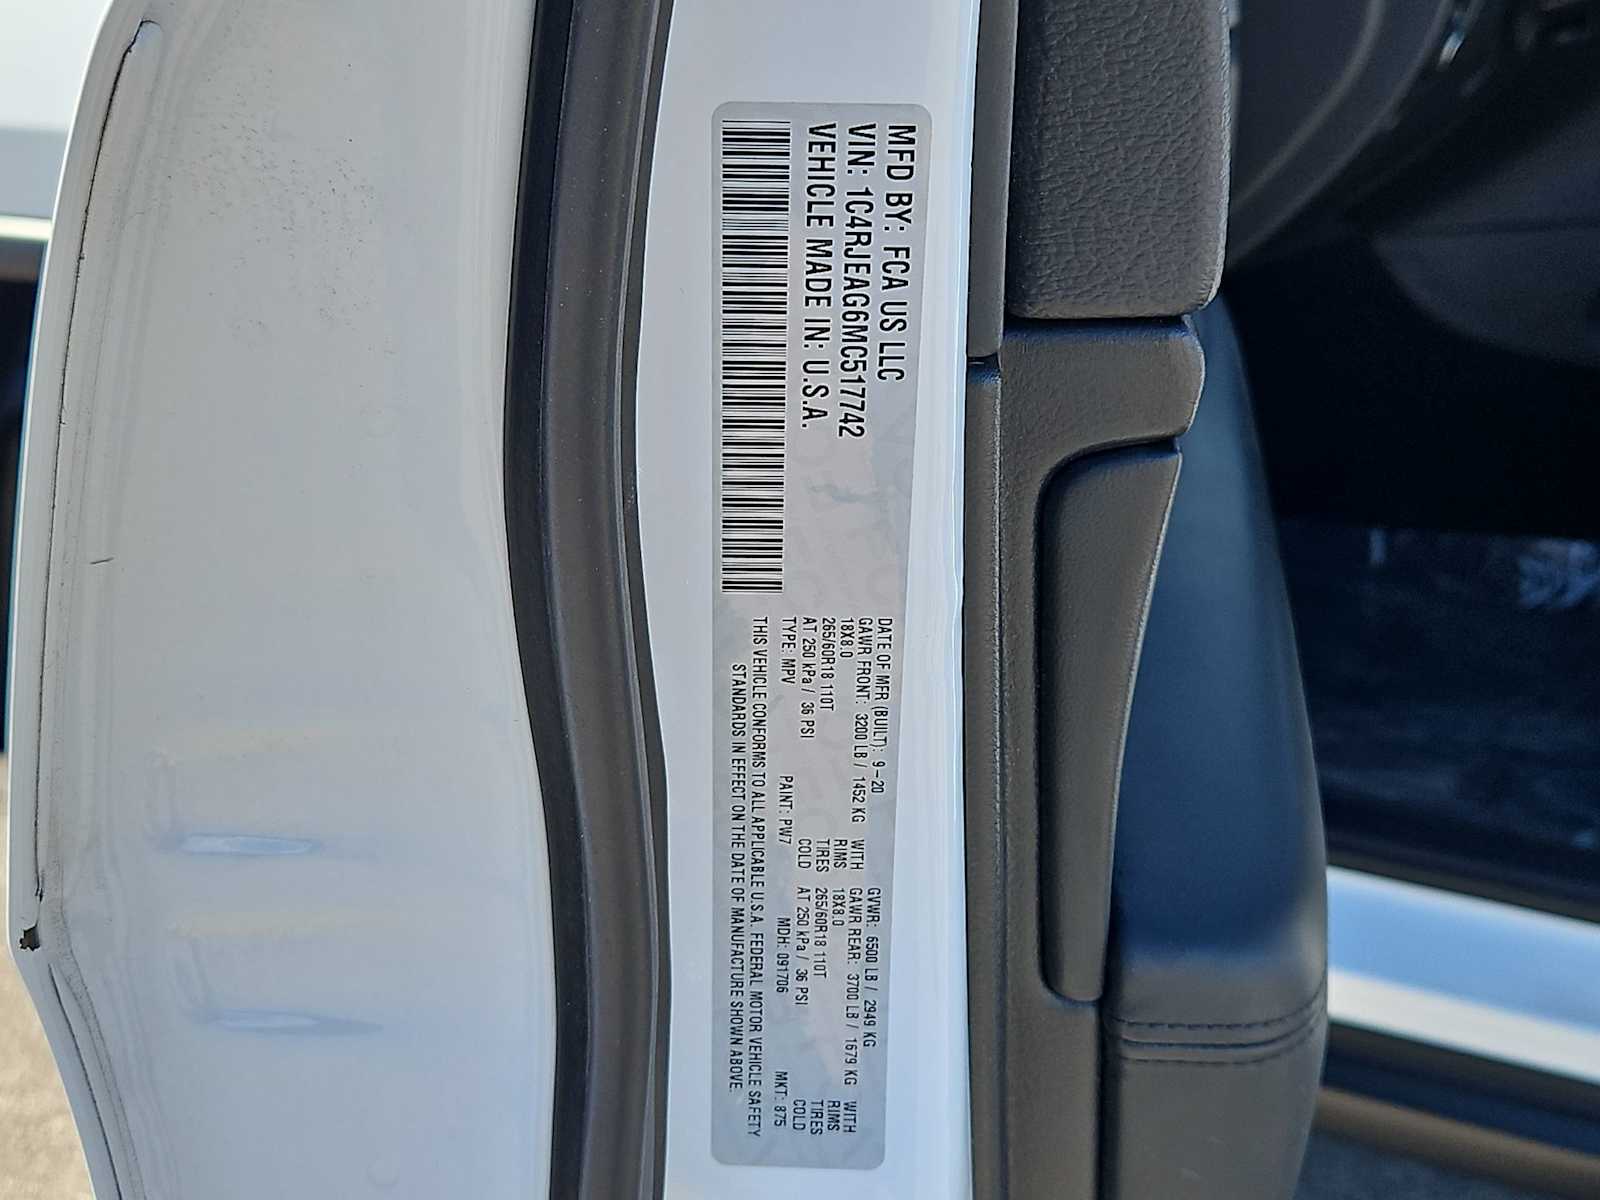 MFD BY: FCA US LLC
VIN: 1C4RJEAG6MC517742
VEHICLE MADE IN: U.S.A.
DATE OF MFR (BUILT): 9-20 GVWR: 6500 LB / 2949 KG
GAWR FRONT: 3200 LB / 1452 KG WITH GAWR REAR: 3700 LB / 1679 KG WITH
18X8.0 RIMS 18X8.0 RIMS
265/60R18 110T TIRES 265/60R18 110T TIRES
AT 250 kPa / 36 PSI COLD AT 250 kPa / 36 PSI COLD
TYPE: MPV PAINT: PW7 MDH: 091706 MKT: 875
THIS VEHICLE CONFORMS TO ALL APPLICABLE U.S.A. FEDERAL MOTOR VEHICLE SAFETY
STANDARDS IN EFFECT ON THE DATE OF MANUFACTURE SHOWN ABOVE.